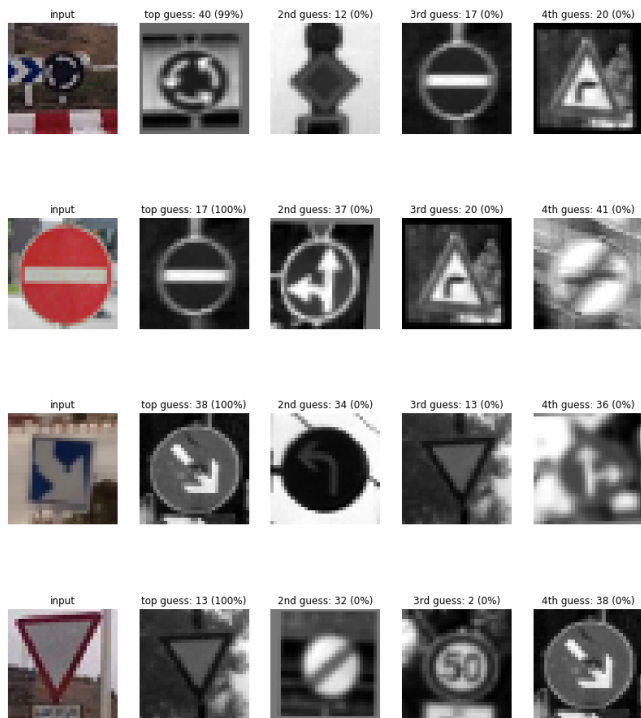 input top guess: 40 (99%) 2nd guess: 12 (0%) 3rd guess: 17 (0%) 4th guess: 20 (0%)
input top guess: 17 (100%) 2nd guess: 37 (0%) 3rd guess: 20 (0%) 4th guess: 41 (0%)
input top guess: 38 (100%) 2nd guess: 34 (0%) 3rd guess: 13 (0%) 4th guess: 36 (0%)
input top guess: 13 (100%) 2nd guess: 32 (0%) 3rd guess: 2 (0%) 4th guess: 38 (0%)
50